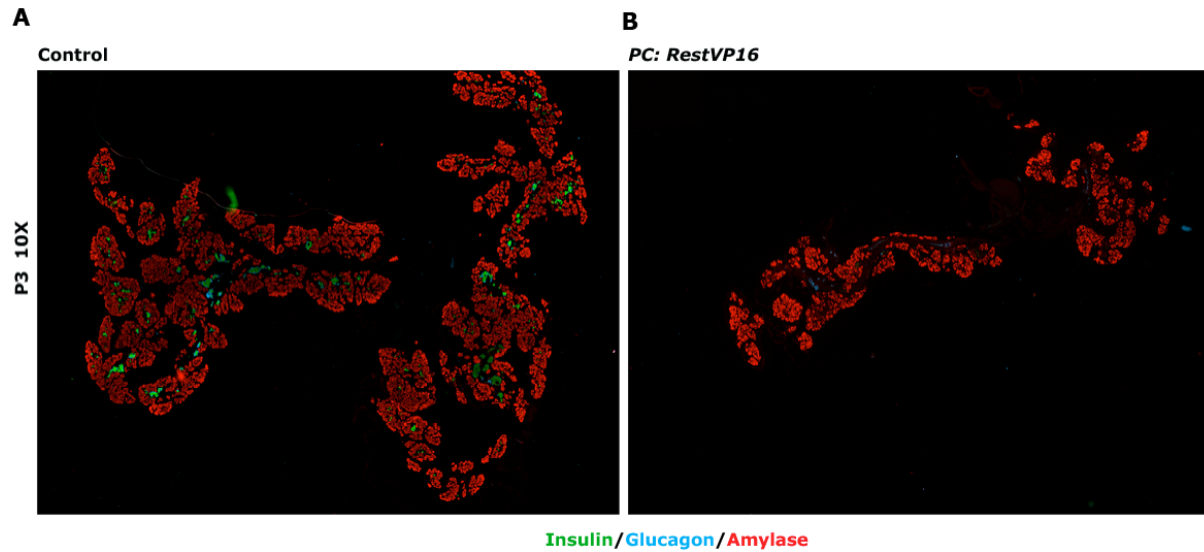 A
B
Control
PC: RestVP16
P3 10X
Insulin/Glucagon/Amylase